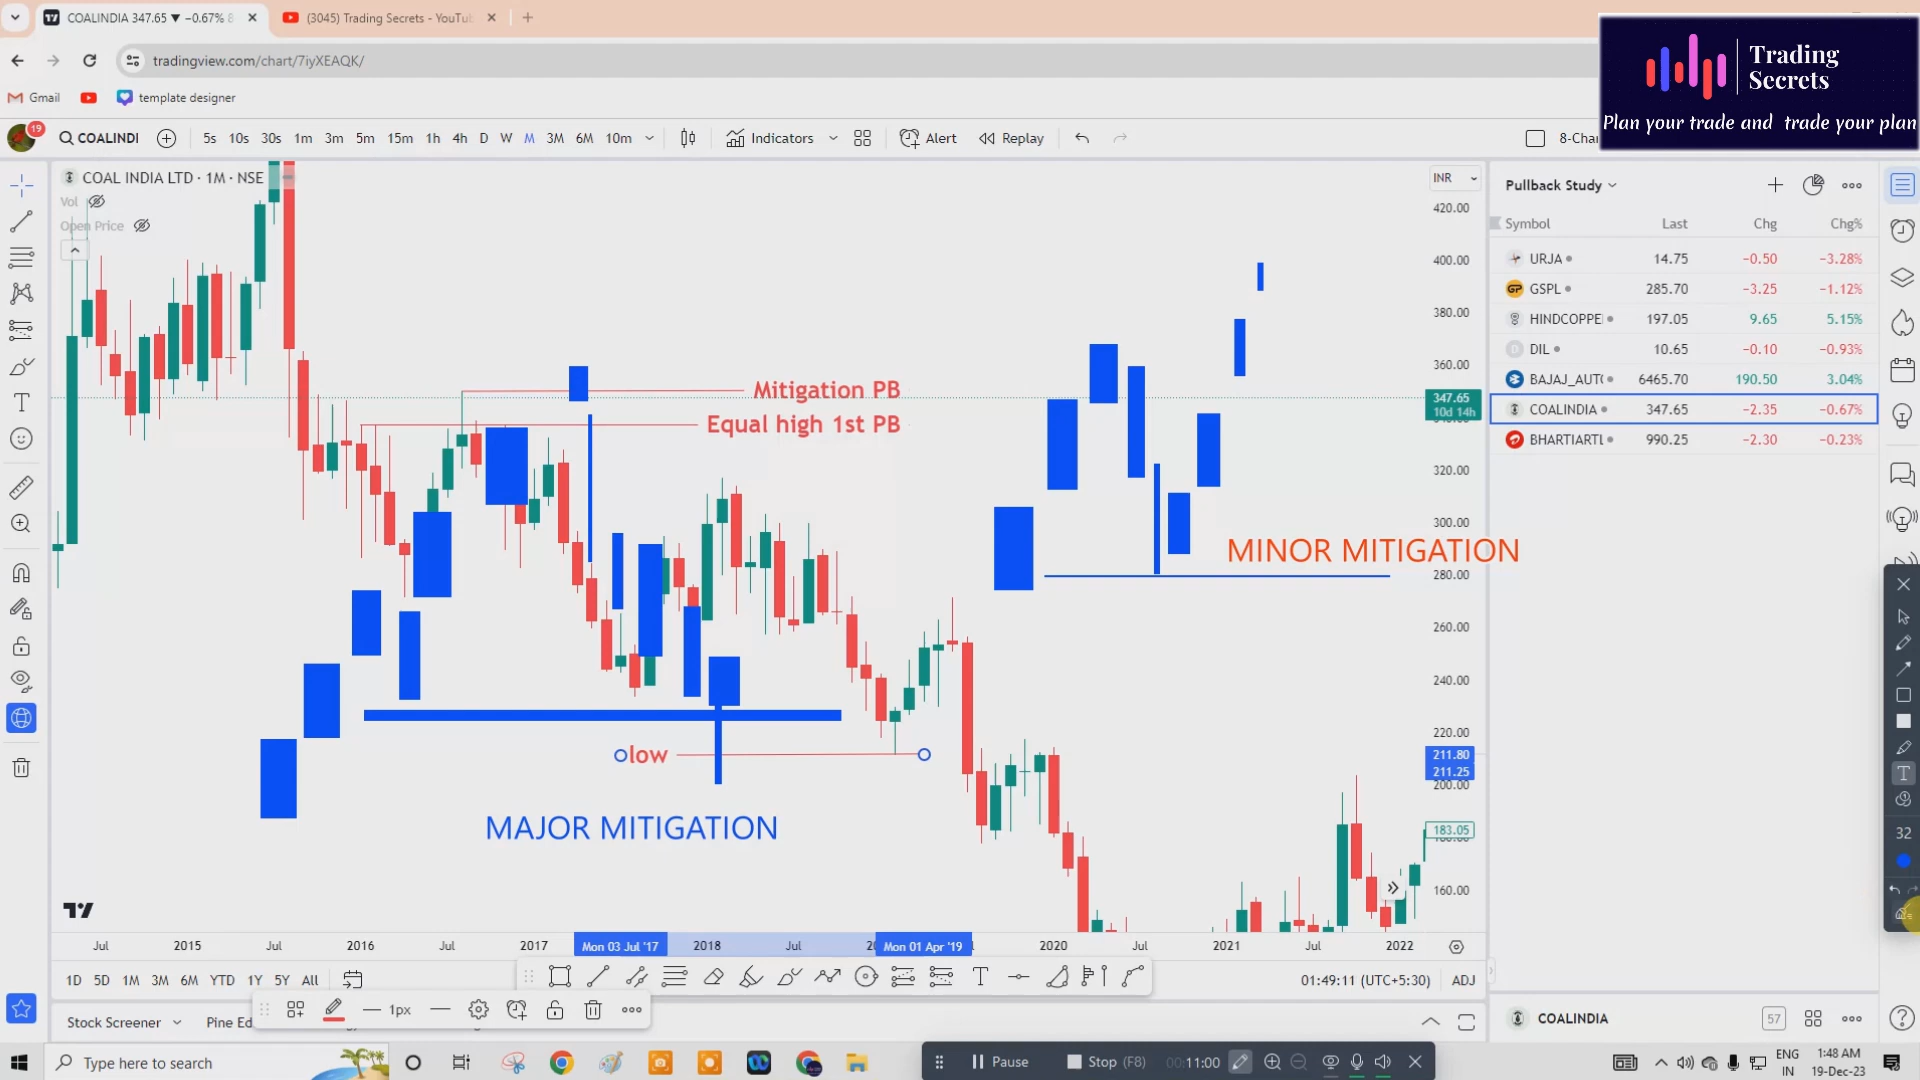 COALINDIA 347.65 ▼ −0.67%
(3045) Trading Secrets - YouTu
tradingview.com/chart/7iyXEAQK/
Gmail
template designer
Trading
Secrets
Plan your trade and trade your plan
19
COALINDI
5s 10s 30s 1m 3m 5m 15m 1h 4h D W M 3M 6M 10m
Indicators
Alert
Replay
8-Cha
COAL INDIA LTD · 1M · NSE
Vol
Open Price
INR
420.00
400.00
380.00
360.00
347.65
10d 14h
320.00
300.00
280.00
260.00
240.00
220.00
211.80
211.25
200.00
183.05
160.00
Mitigation PB
Equal high 1st PB
MINOR MITIGATION
low
MAJOR MITIGATION
Jul 2015 Jul 2016 Jul 2017 Mon 03 Jul '17 2018 Jul Mon 01 Apr '19 2020 Jul 2021 Jul 2022
1D 5D 1M 3M 6M YTD 1Y 5Y All
01:49:11 (UTC+5:30) ADJ
1px
Stock Screener
Pine Ed
Pullback Study
Symbol Last Chg Chg%
URJA 14.75 −0.50 −3.28%
GSPL 285.70 −3.25 −1.12%
HINDCOPPE 197.05 9.65 5.15%
DIL 10.65 −0.10 −0.93%
BAJAJ_AUT 6465.70 190.50 3.04%
COALINDIA 347.65 −2.35 −0.67%
BHARTIARTL 990.25 −2.30 −0.23%
32
COALINDIA
57
Type here to search
Pause
Stop (F8)
00:11:00
ENG
IN
1:48 AM
19-Dec-23